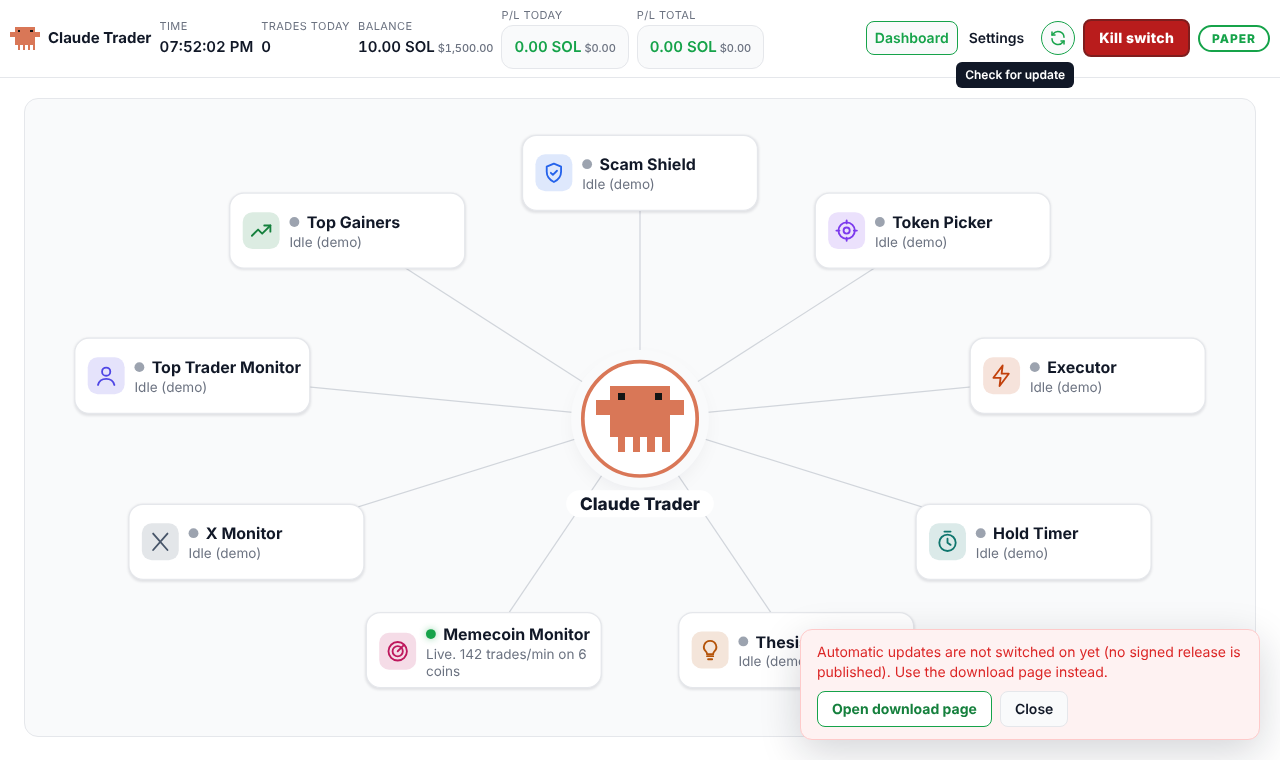 Claude Trader
TIME
07:52:02 PM
TRADES TODAY
0
BALANCE
10.00 SOL $1,500.00
P/L TODAY
0.00 SOL $0.00
P/L TOTAL
0.00 SOL $0.00
Dashboard
Settings
Kill switch
PAPER
Check for update
Scam Shield
Idle (demo)
Top Gainers
Idle (demo)
Token Picker
Idle (demo)
Top Trader Monitor
Idle (demo)
Executor
Idle (demo)
Claude Trader
X Monitor
Idle (demo)
Hold Timer
Idle (demo)
Memecoin Monitor
Live. 142 trades/min on 6
coins
Idle
Automatic updates are not switched on yet (no signed release is
published). Use the download page instead.
Open download page
Close